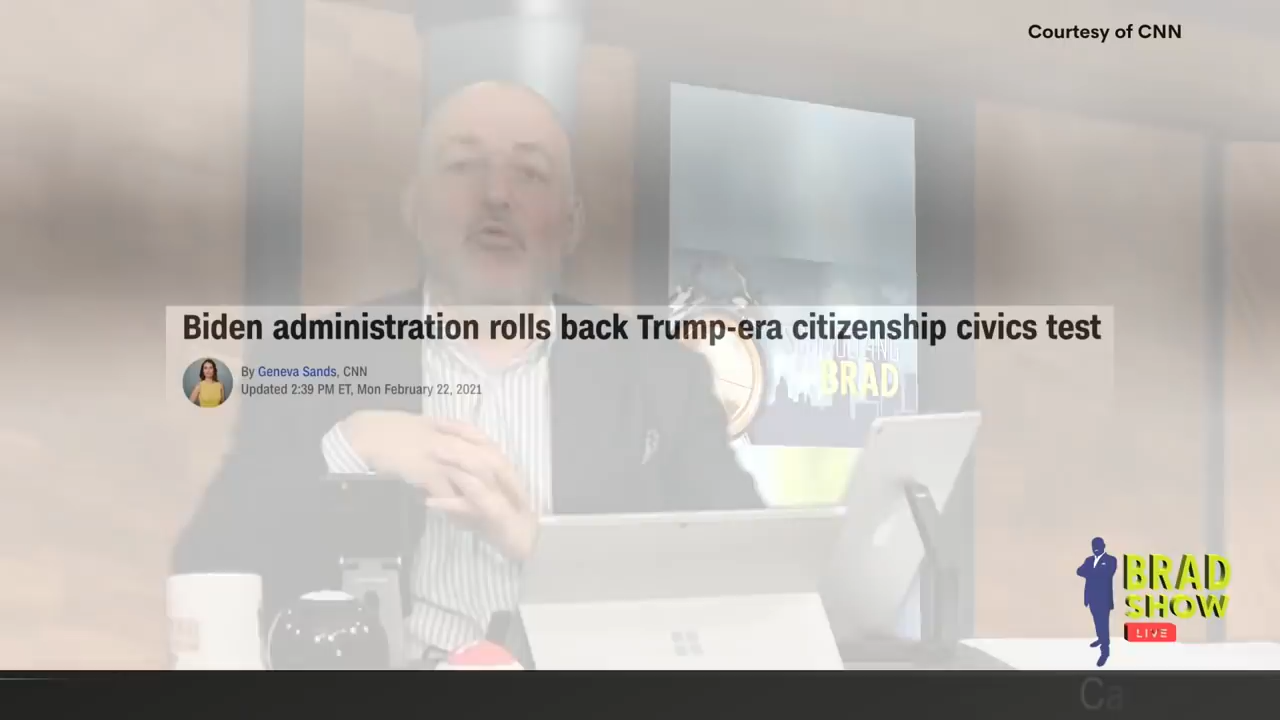 Courtesy of CNN
Biden administration rolls back Trump-era citizenship civics test
By Geneva Sands, CNN
Updated 2:39 PM ET, Mon February 22, 2021
BRAD
BRAD
SHOW
LIVE
Ca